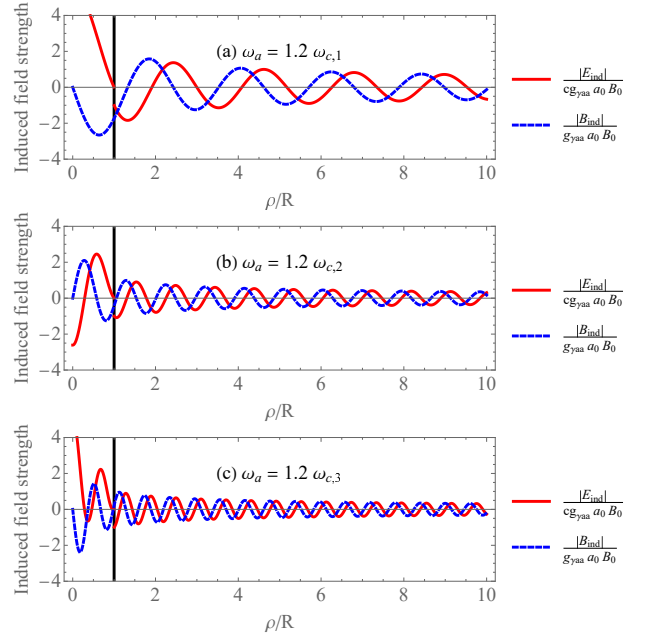 4
2
0
−2
−4
Induced field strength
(a) ωa = 1.2 ωc,1
0 2 4 6 8 10
ρ/R
|Eind|
cgγaa a0 B0
|Bind|
gγaa a0 B0
4
2
0
−2
−4
Induced field strength
(b) ωa = 1.2 ωc,2
0 2 4 6 8 10
ρ/R
|Eind|
cgγaa a0 B0
|Bind|
gγaa a0 B0
4
2
0
−2
−4
Induced field strength
(c) ωa = 1.2 ωc,3
0 2 4 6 8 10
ρ/R
|Eind|
cgγaa a0 B0
|Bind|
gγaa a0 B0